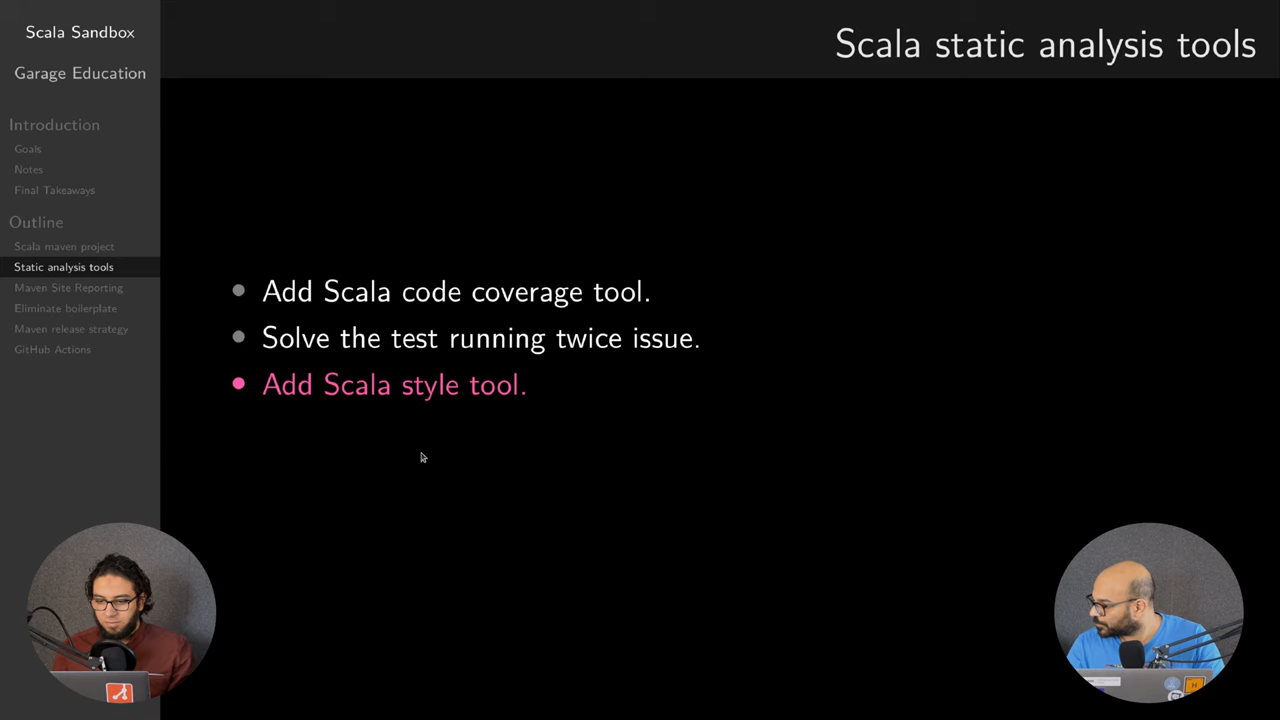 Scala Sandbox
Garage Education
Introduction
Goals
Notes
Final Takeaways
Outline
Scala maven project
Static analysis tools
Maven Site Reporting
Eliminate boilerplate
Maven release strategy
GitHub Actions
Scala static analysis tools
Add Scala code coverage tool.
Solve the test running twice issue.
Add Scala style tool.
H